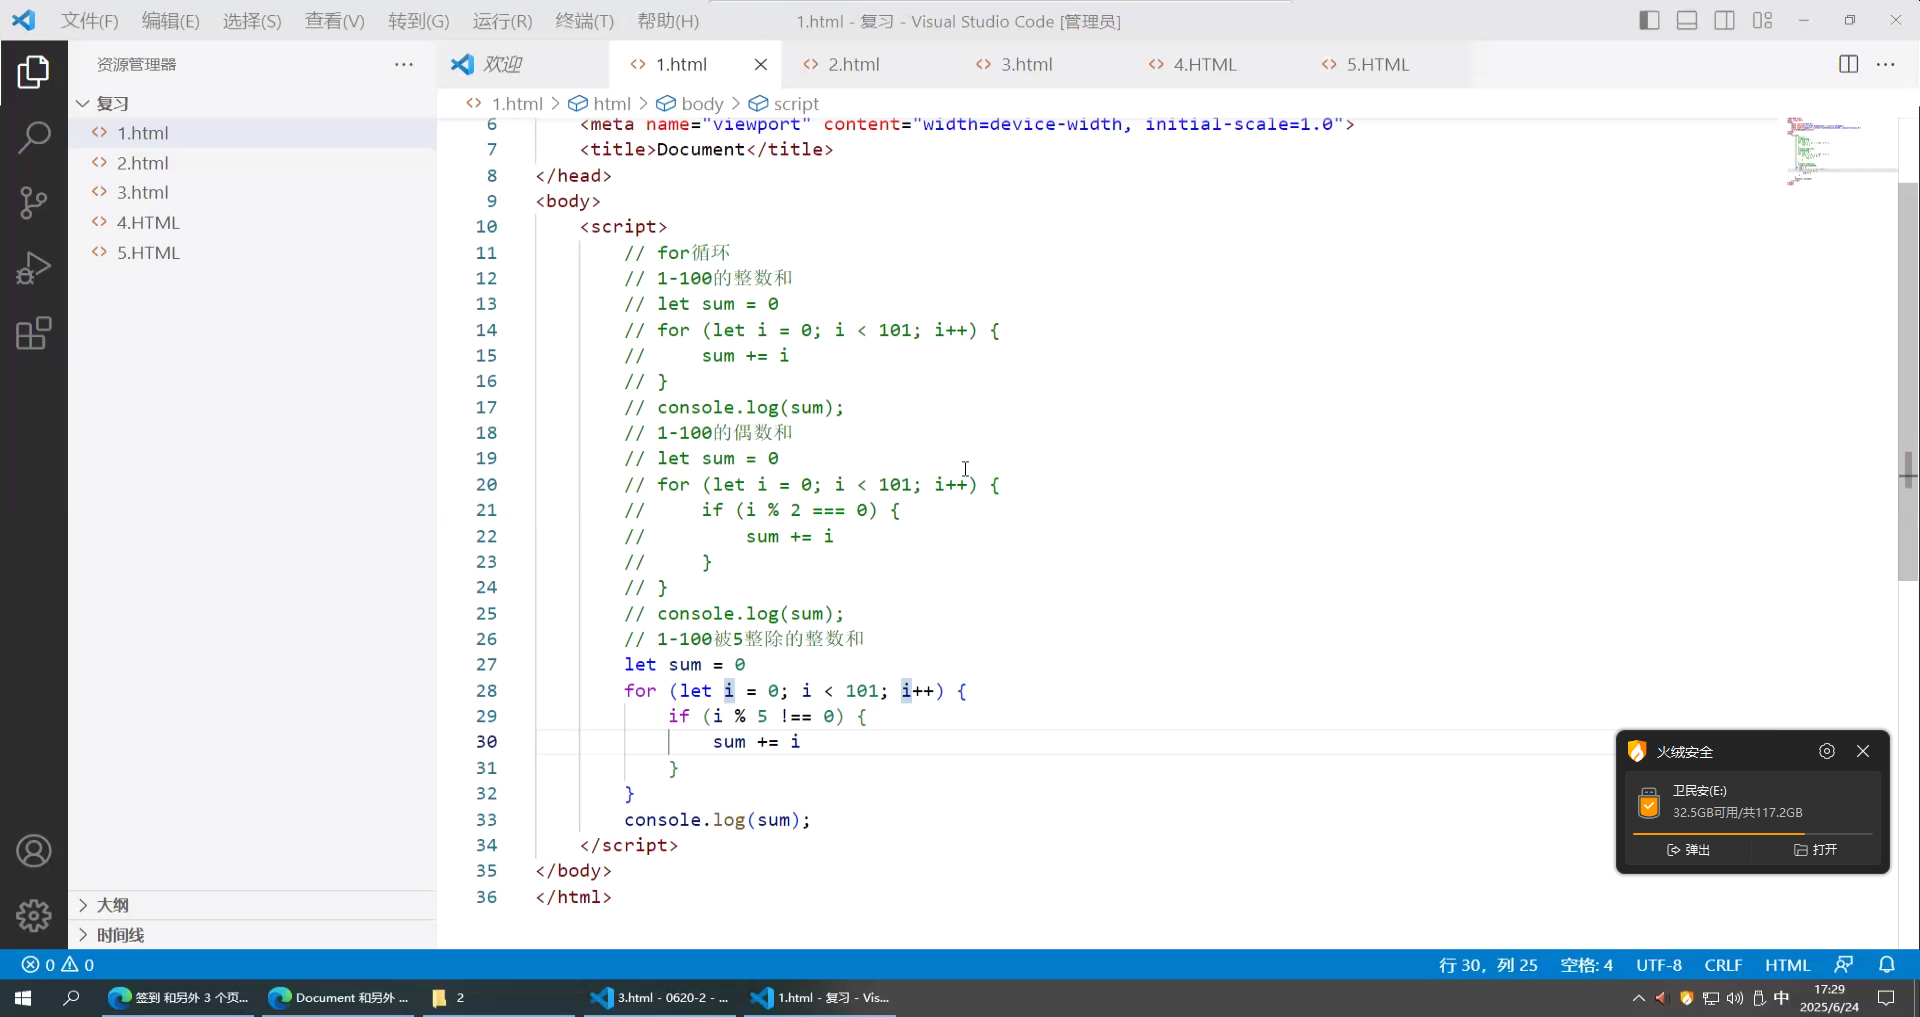 文件(F) 编辑(E) 选择(S) 查看(V) 转到(G) 运行(R) 终端(T) 帮助(H) 1.html - 复习 - Visual Studio Code [管理员]
资源管理器
欢迎 1.html 2.html 3.html 4.HTML 5.HTML
复习
1.html
2.html
3.html
4.HTML
5.HTML
大纲
时间线
1.html > html > body > script
6 <meta name="viewport" content="width=device-width, initial-scale=1.0">
7 <title>Document</title>
8 </head>
9 <body>
10 <script>
11 // for循环
12 // 1-100的整数和
13 // let sum = 0
14 // for (let i = 0; i < 101; i++) {
15 // sum += i
16 // }
17 // console.log(sum);
18 // 1-100的偶数和
19 // let sum = 0
20 // for (let i = 0; i < 101; i++) {
21 // if (i % 2 === 0) {
22 // sum += i
23 // }
24 // }
25 // console.log(sum);
26 // 1-100被5整除的整数和
27 let sum = 0
28 for (let i = 0; i < 101; i++) {
29 if (i % 5 !== 0) {
30 sum += i
31 }
32 }
33 console.log(sum);
34 </script>
35 </body>
36 </html>
火绒安全
卫民安(E:)
32.5GB可用/共117.2GB
弹出 打开
0 0 行 30，列 25 空格: 4 UTF-8 CRLF HTML
签到 和另外 3 个页... Document 和另外 ... 2 3.html - 0620-2 - ... 1.html - 复习 - Vis... 中 17:29
2025/6/24